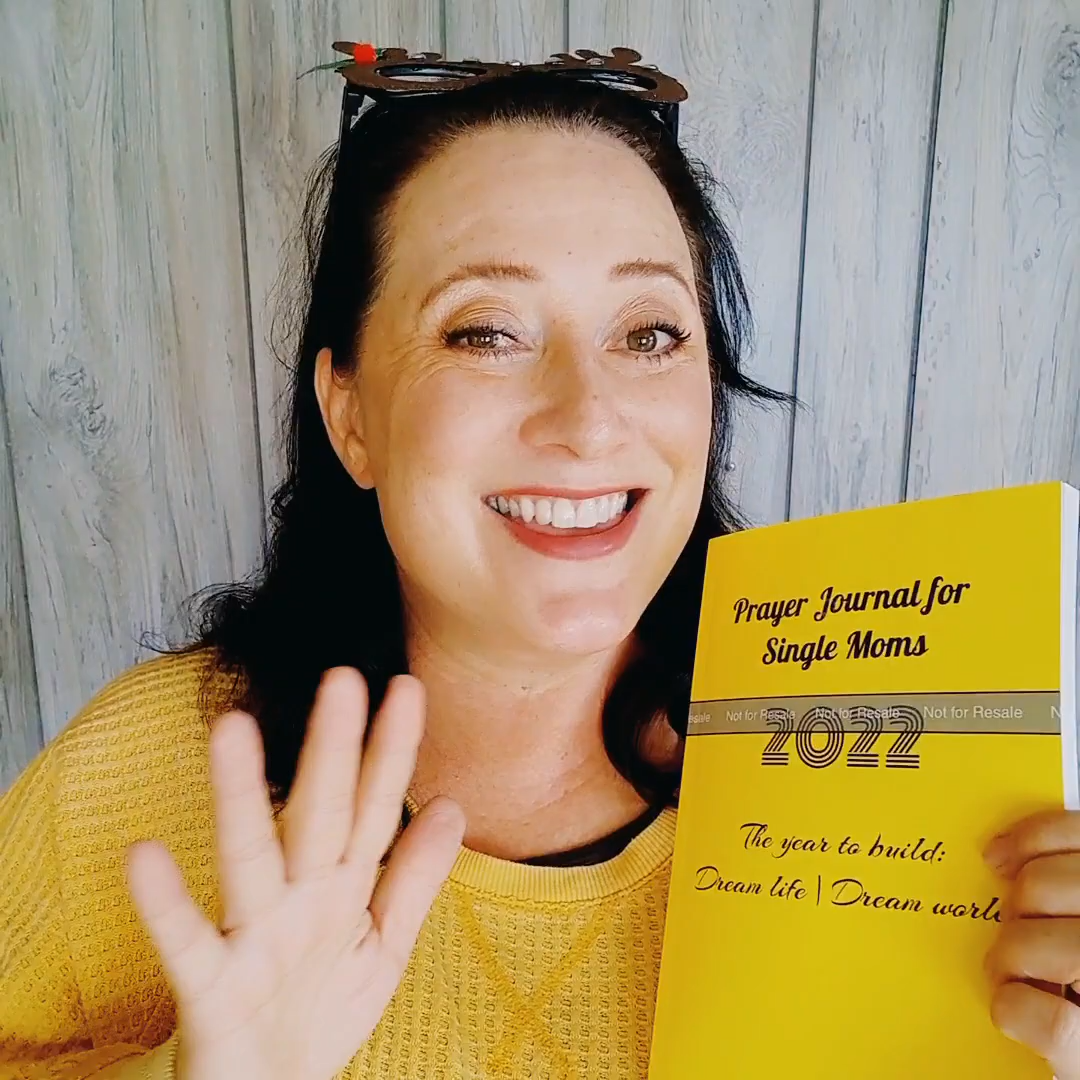 Prayer Journal for
Single Moms
Not for Resale Not for Resale Not for Resale
2022
The year to build:
Dream life | Dream